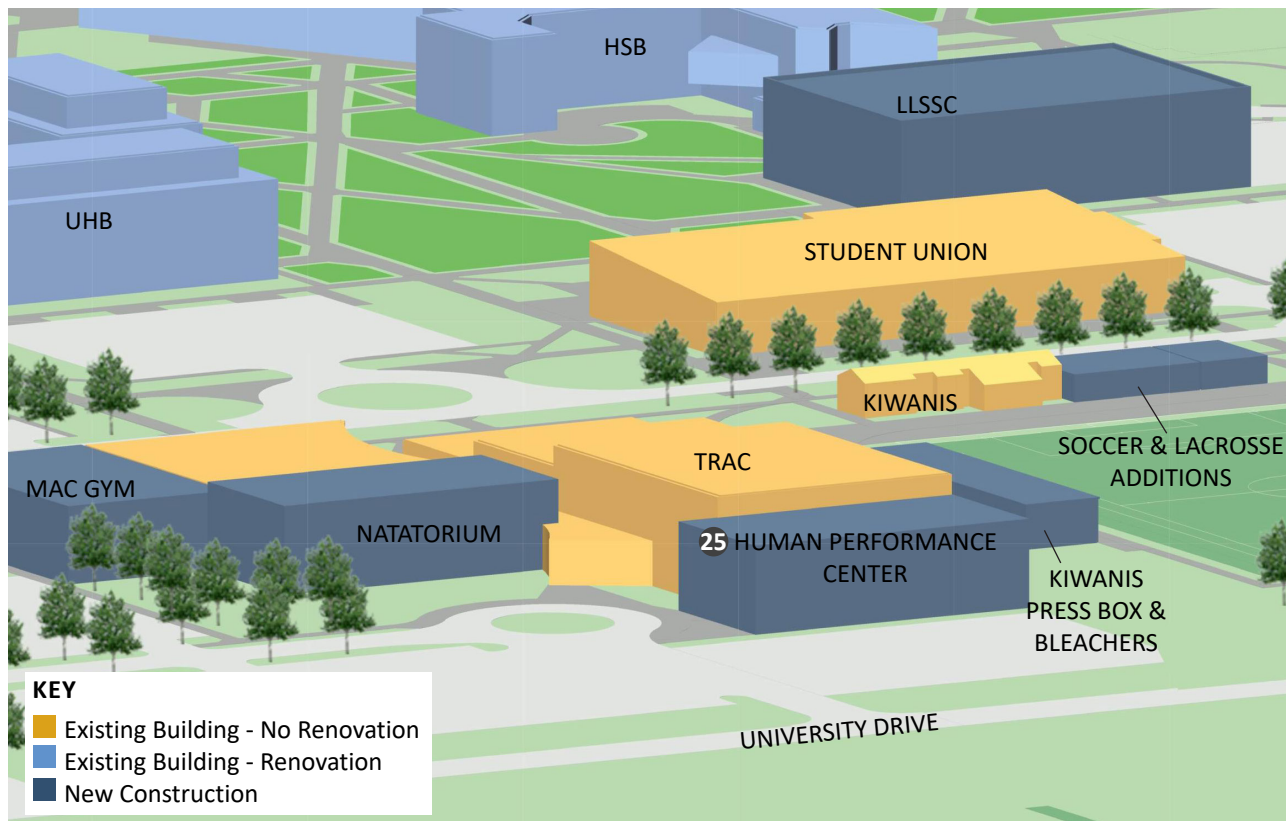 HSB
LLSSC
UHB
STUDENT UNION
KIWANIS
SOCCER & LACROSSE
ADDITIONS
TRAC
MAC GYM
NATATORIUM
25 HUMAN PERFORMANCE
CENTER
KIWANIS
PRESS BOX &
BLEACHERS
UNIVERSITY DRIVE
KEY
Existing Building - No Renovation
Existing Building - Renovation
New Construction